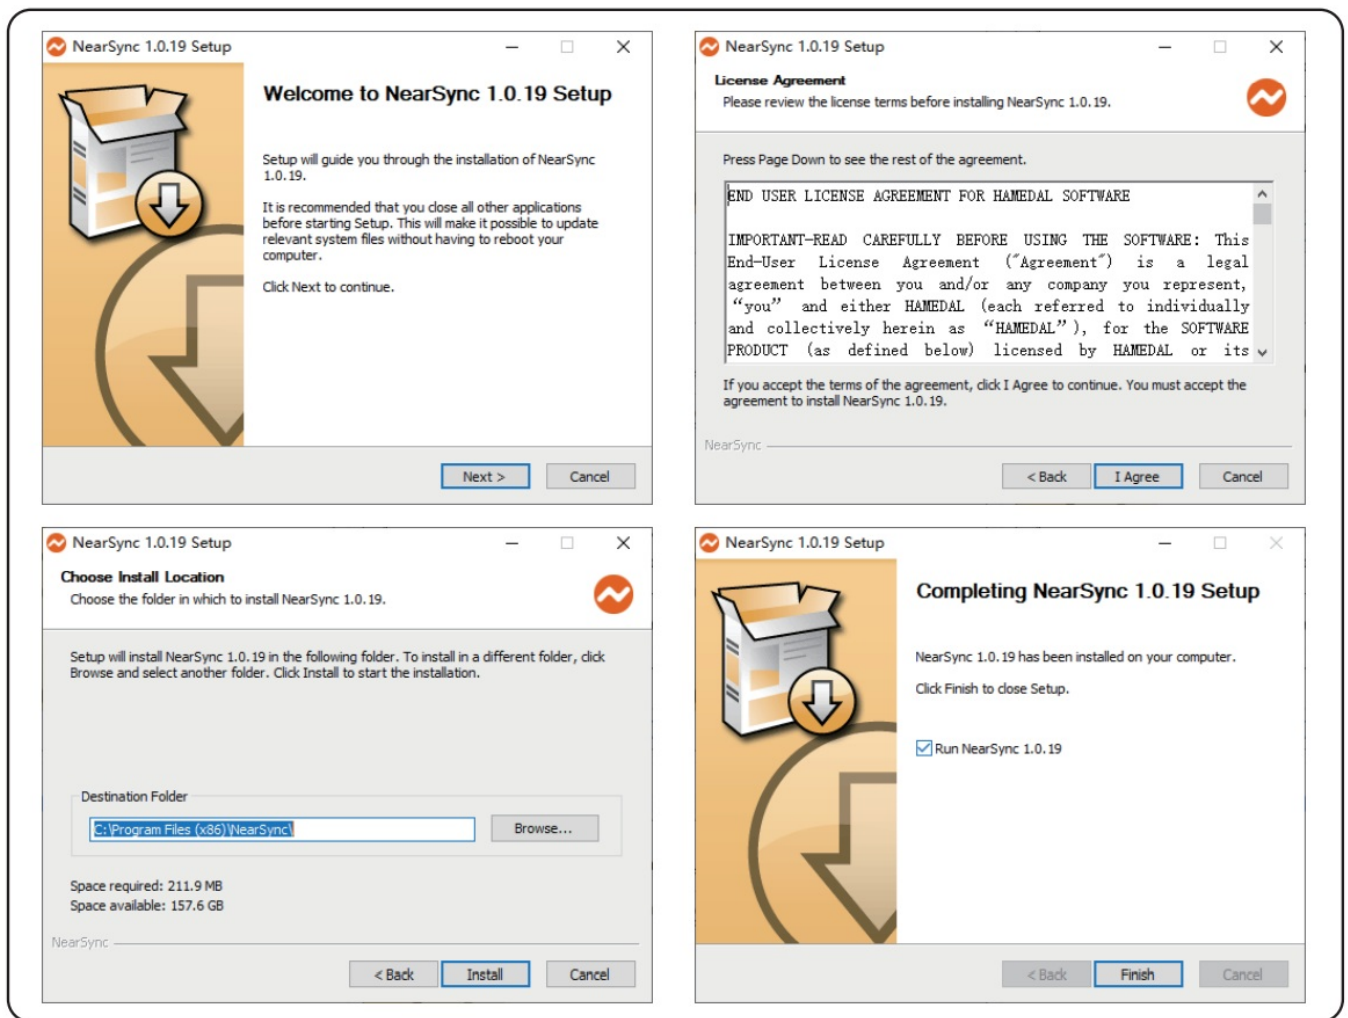 NearSync 1.0.19 Setup
Welcome to NearSync 1.0.19 Setup
Setup will guide you through the installation of NearSync
1.0.19.
It is recommended that you close all other applications
before starting Setup. This will make it possible to update
relevant system files without having to reboot your
computer.
Click Next to continue.
Next >
Cancel
NearSync 1.0.19 Setup
License Agreement
Please review the license terms before installing NearSync 1.0.19.
Press Page Down to see the rest of the agreement.
END USER LICENSE AGREEMENT FOR HAMEDAL SOFTWARE
IMPORTANT-READ CAREFULLY BEFORE USING THE SOFTWARE: This
End-User License Agreement ("Agreement") is a legal
agreement between you and/or any company you represent,
“you” and either HAMEDAL (each referred to individually
and collectively herein as “HAMEDAL”), for the SOFTWARE
PRODUCT (as defined below) licensed by HAMEDAL or its
If you accept the terms of the agreement, click I Agree to continue. You must accept the
agreement to install NearSync 1.0.19.
NearSync
< Back
I Agree
Cancel
NearSync 1.0.19 Setup
Choose Install Location
Choose the folder in which to install NearSync 1.0.19.
Setup will install NearSync 1.0.19 in the following folder. To install in a different folder, click
Browse and select another folder. Click Install to start the installation.
Destination Folder
C:\Program Files (x86)\NearSync\
Browse...
Space required: 211.9 MB
Space available: 157.6 GB
NearSync
< Back
Install
Cancel
NearSync 1.0.19 Setup
Completing NearSync 1.0.19 Setup
NearSync 1.0.19 has been installed on your computer.
Click Finish to close Setup.
Run NearSync 1.0.19
< Back
Finish
Cancel